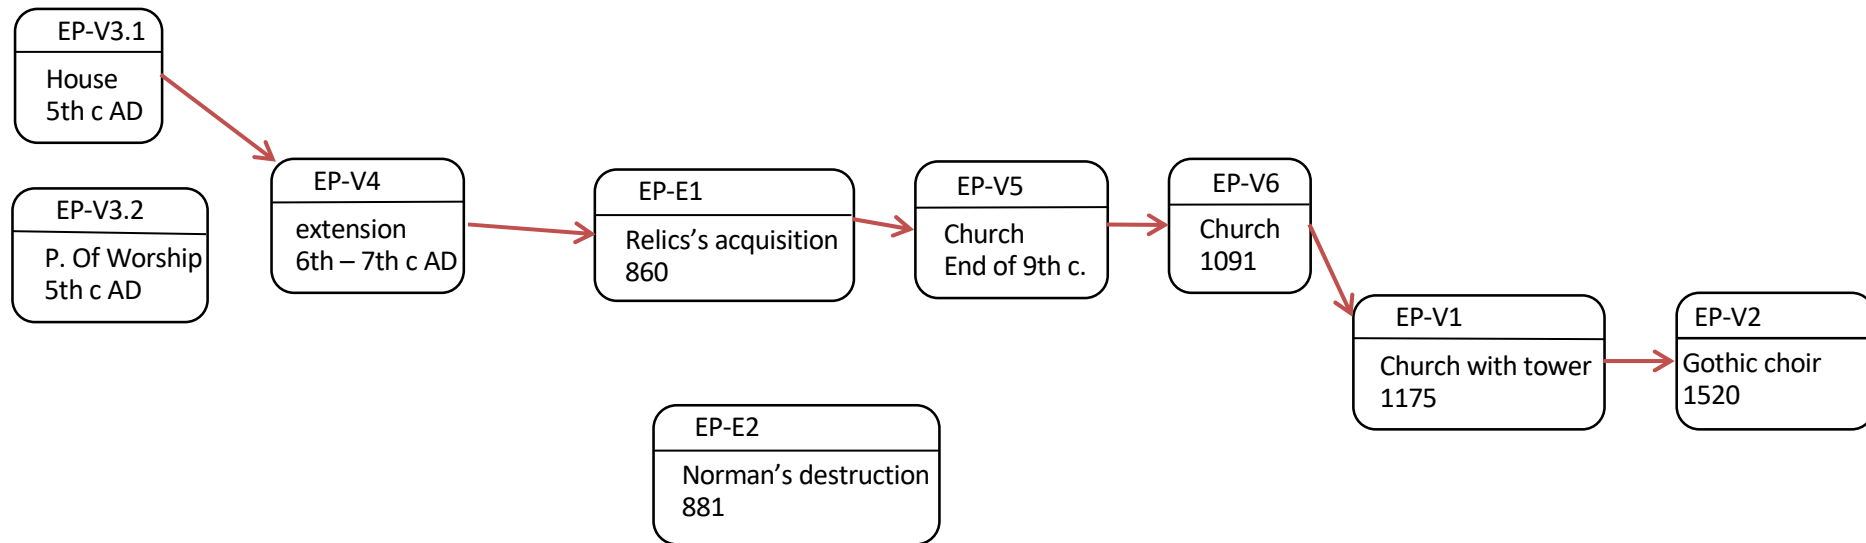 EP-V3.1
House
5th c AD
EP-V3.2
P. Of Worship
5th c AD
EP-V4
extension
6th – 7th c AD
EP-E1
Relics’s acquisition
860
EP-E2
Norman’s destruction
881
EP-V5
Church
End of 9th c.
EP-V6
Church
1091
EP-V1
Church with tower
1175
EP-V2
Gothic choir
1520